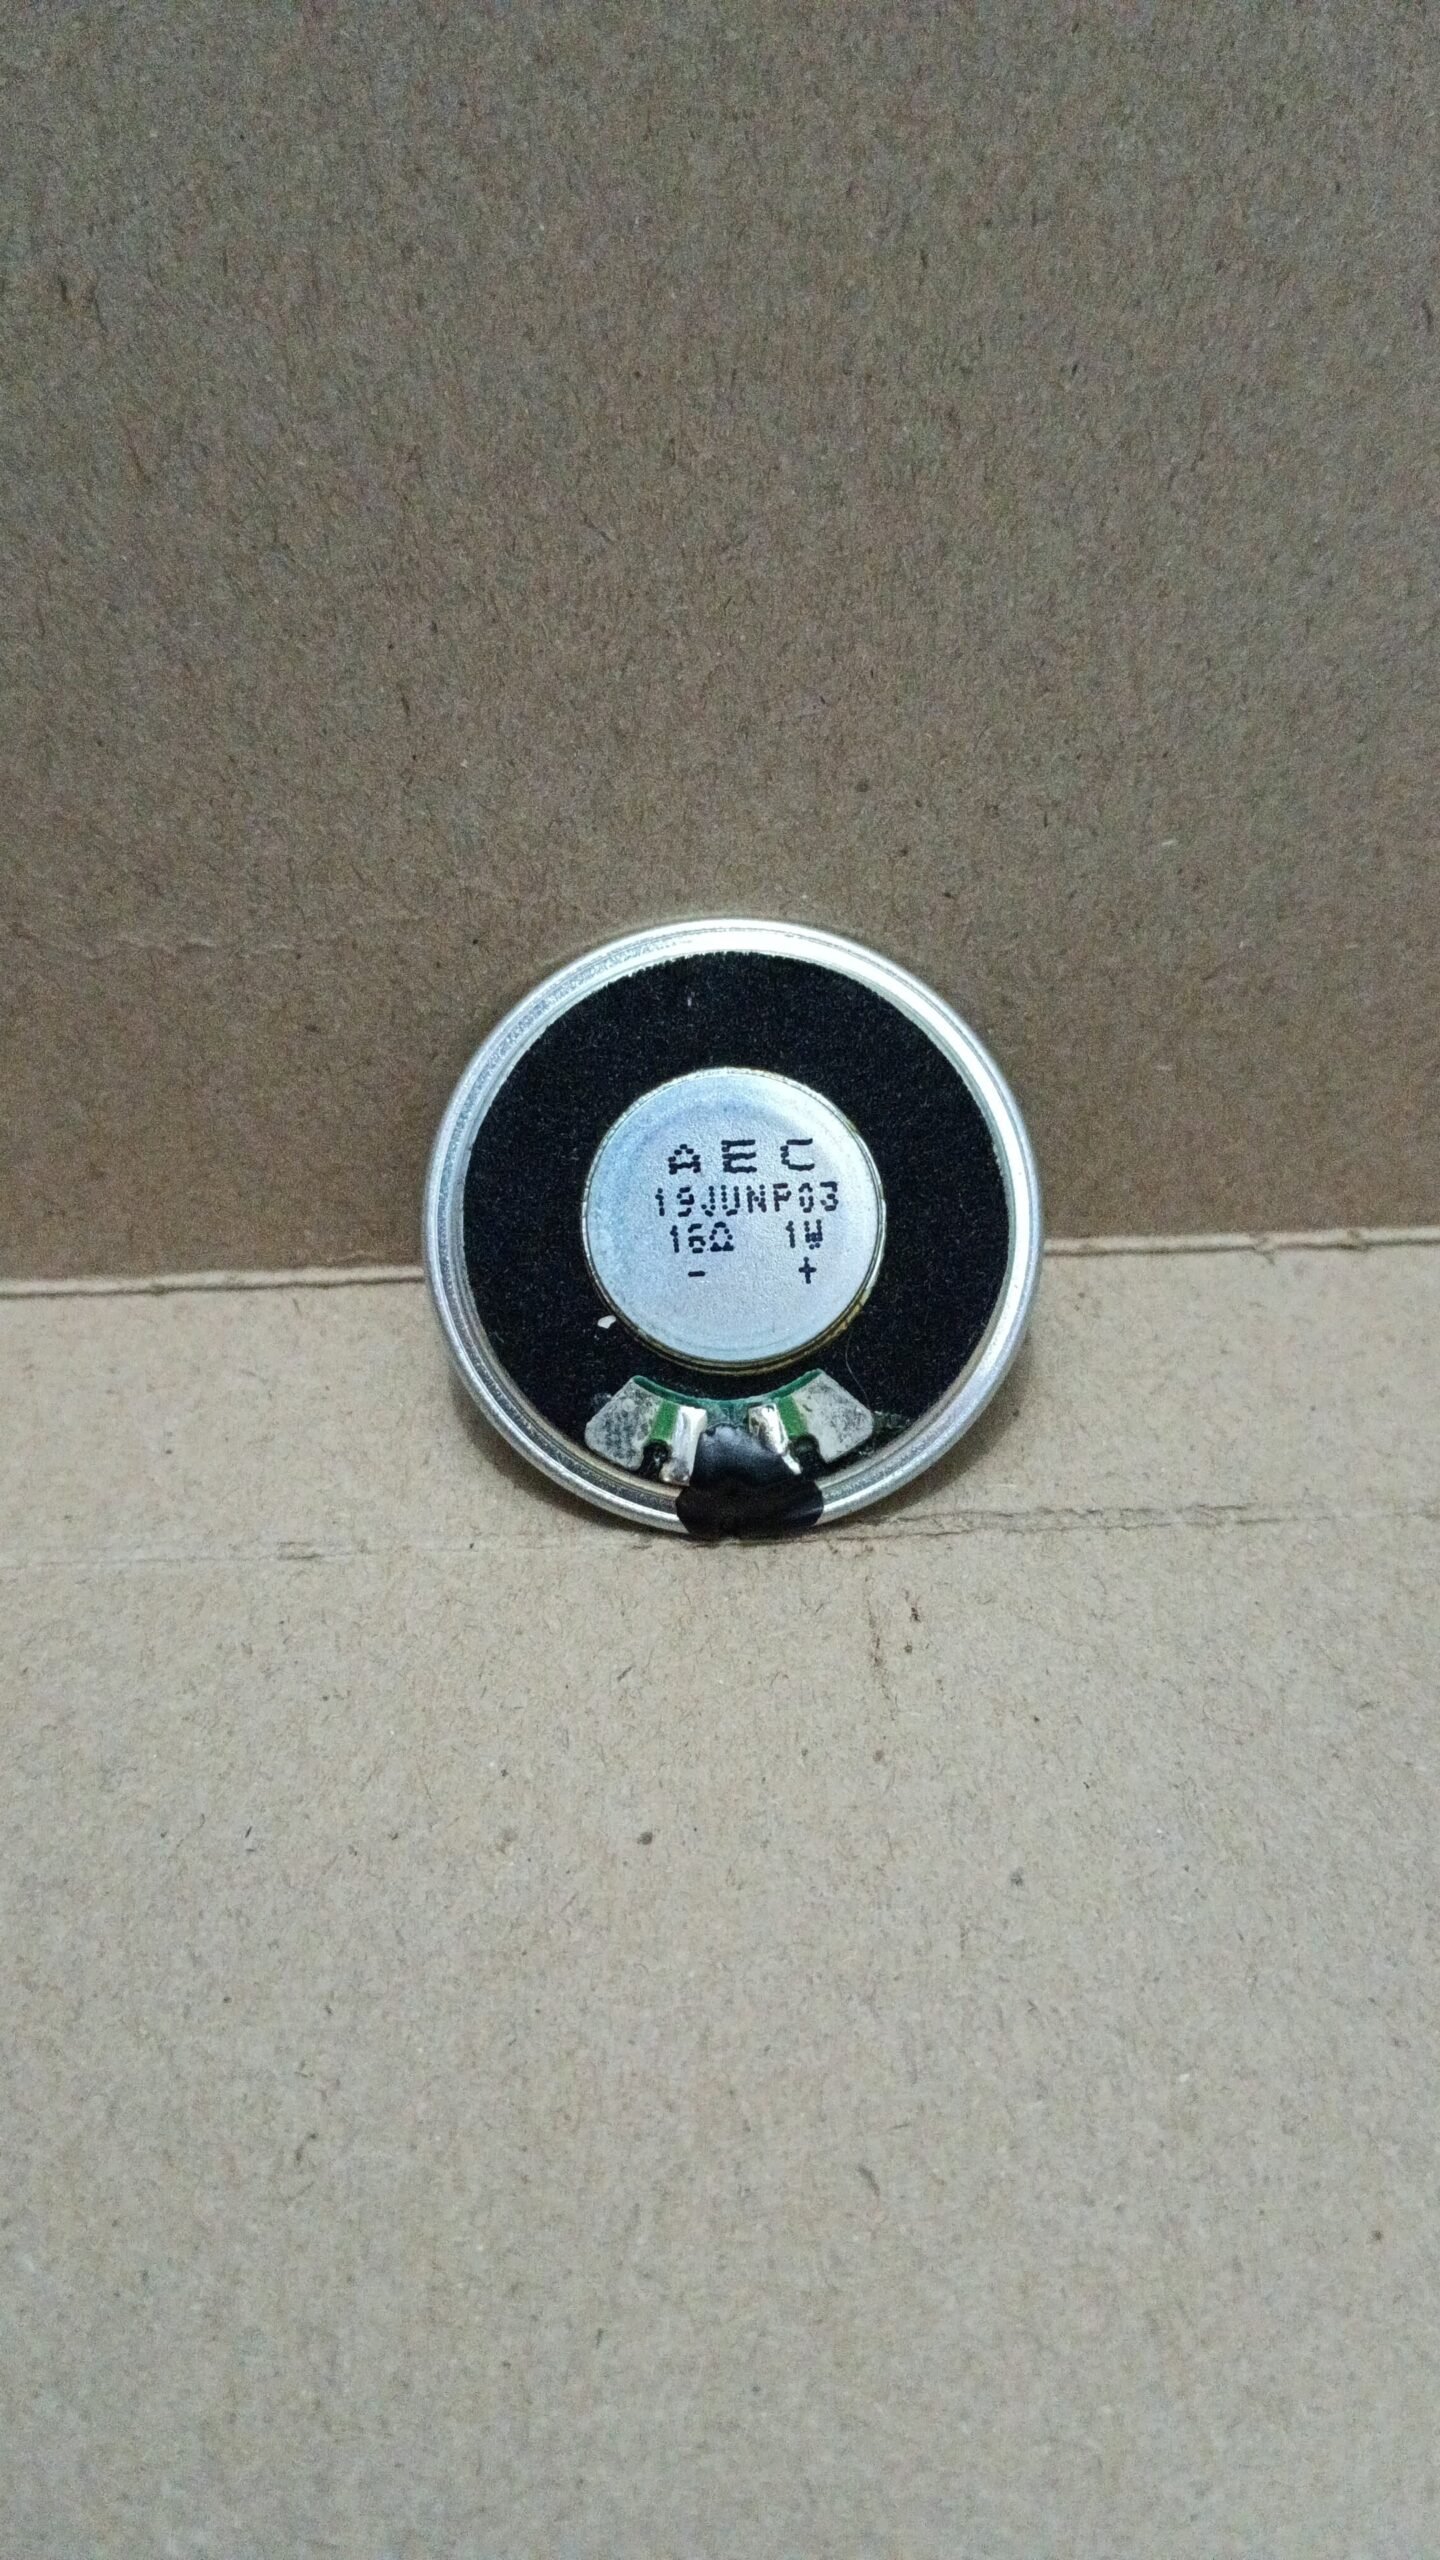 AEC
19JUNP03
16Ω 1W
- +